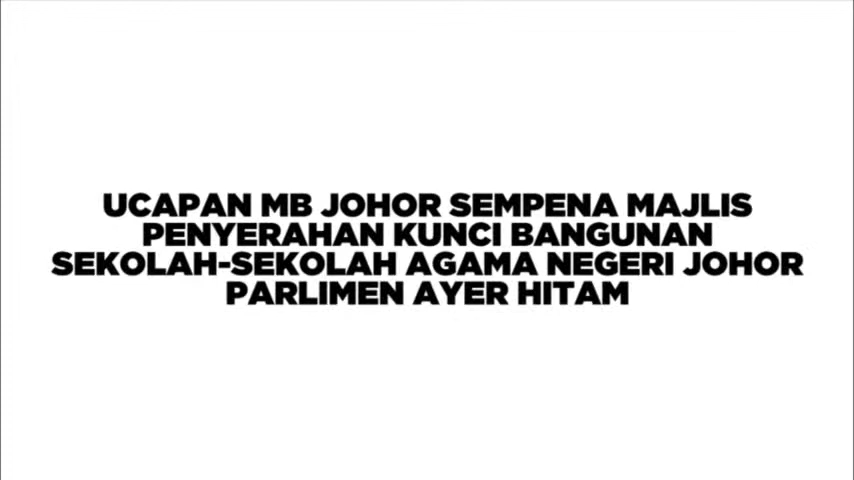 UCAPAN MB JOHOR SEMPENA MAJLIS
PENYERAHAN KUNCI BANGUNAN
SEKOLAH-SEKOLAH AGAMA NEGERI JOHOR
PARLIMEN AYER HITAM